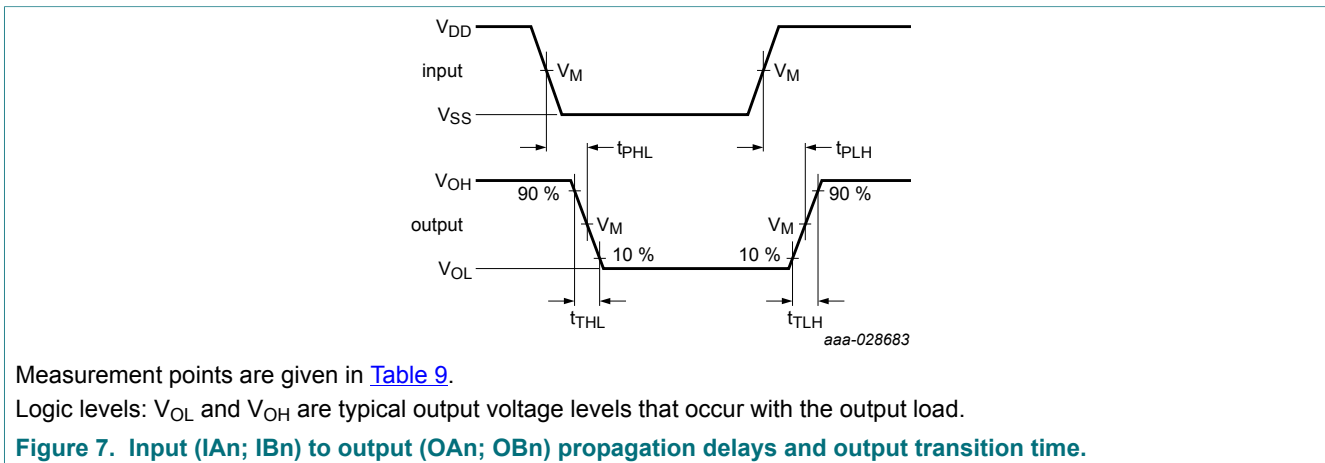 VDD
input
VM
VM
VSS
tPHL
tPLH
VOH
90 %
90 %
output
VM
VM
10 %
10 %
VOL
tTHL
tTLH
aaa-028683
Measurement points are given in Table 9.
Logic levels: VOL and VOH are typical output voltage levels that occur with the output load.
Figure 7. Input (IAn; IBn) to output (OAn; OBn) propagation delays and output transition time.